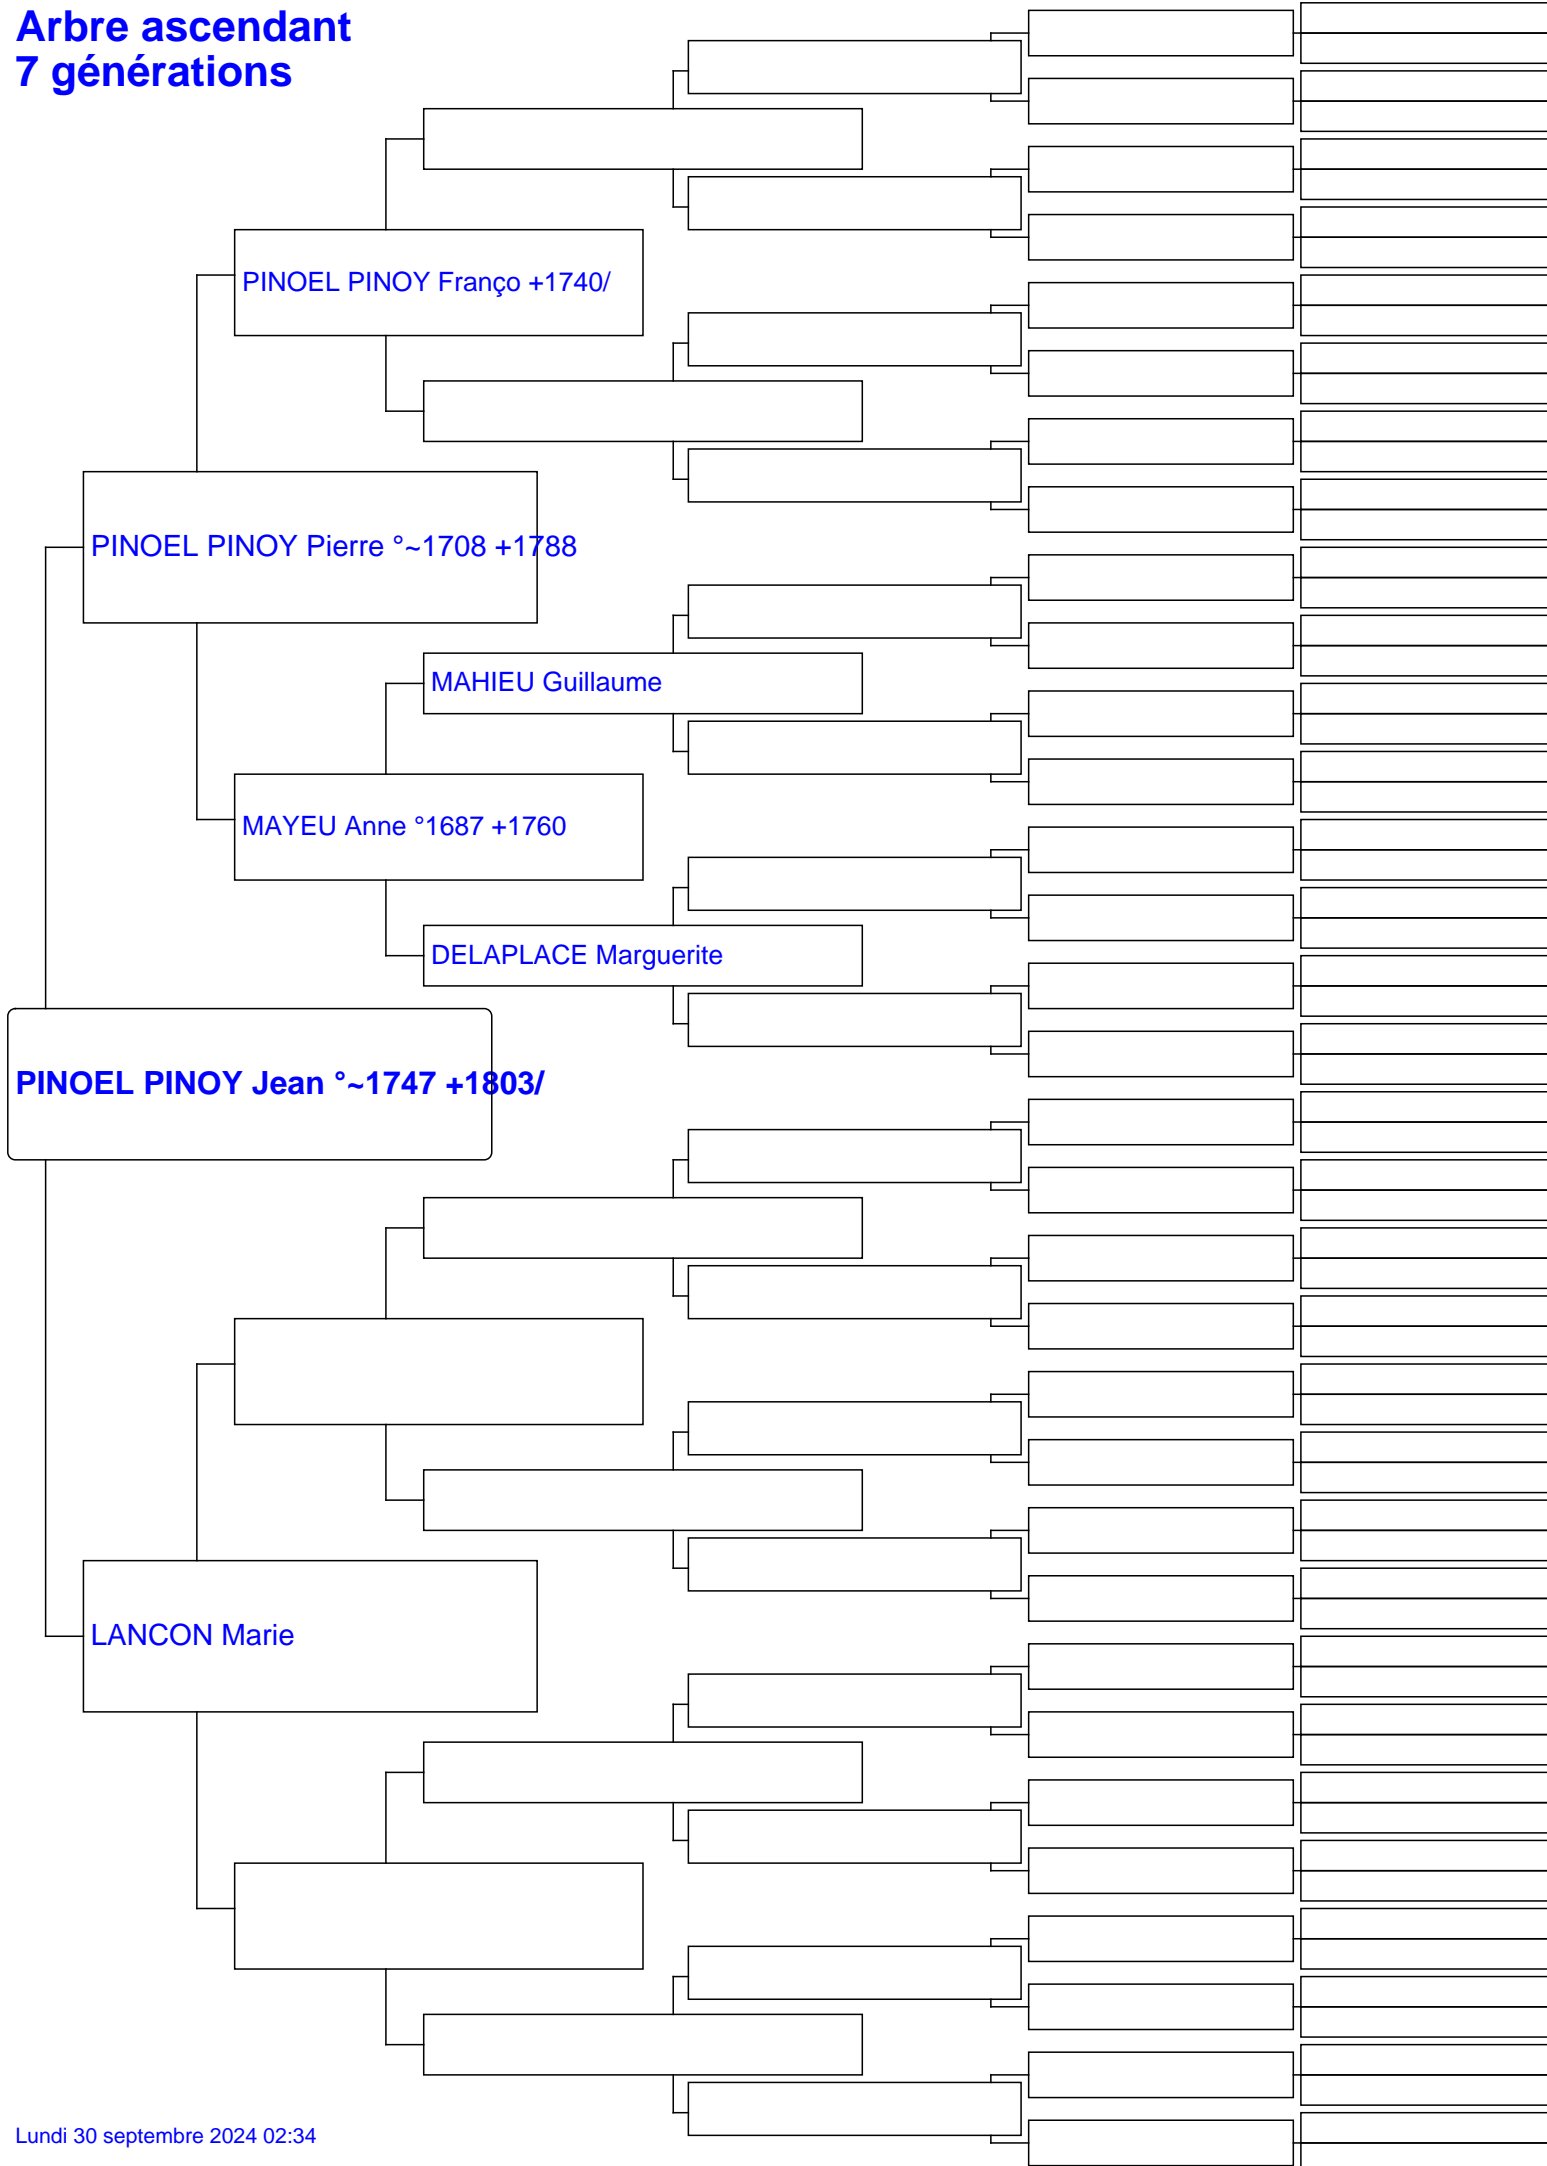 Arbre ascendant
7 générations
PINOEL PINOY Franço +1740/
PINOEL PINOY Pierre °~1708 +1788
MAHIEU Guillaume
MAYEU Anne °1687 +1760
DELAPLACE Marguerite
PINOEL PINOY Jean °~1747 +1803/
LANCON Marie
Lundi 30 septembre 2024 02:34